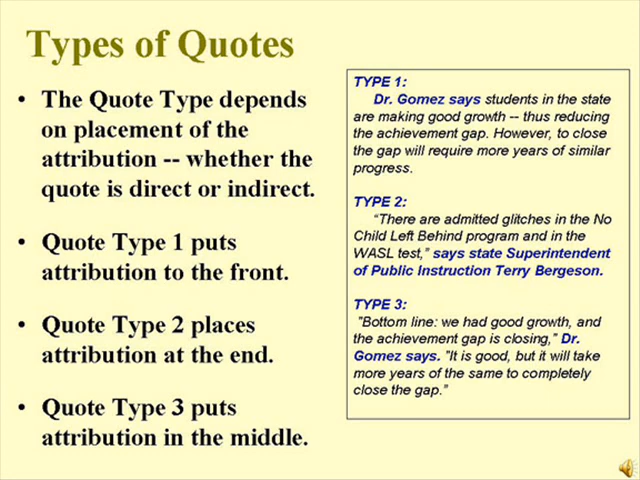 Types of Quotes
• The Quote Type depends
on placement of the
attribution -- whether the
quote is direct or indirect.
• Quote Type 1 puts
attribution to the front.
• Quote Type 2 places
attribution at the end.
• Quote Type 3 puts
attribution in the middle.
TYPE 1:
Dr. Gomez says students in the state
are making good growth -- thus reducing
the achievement gap. However, to close
the gap will require more years of similar
progress.
TYPE 2:
“There are admitted glitches in the No
Child Left Behind program and in the
WASL test,” says state Superintendent
of Public Instruction Terry Bergeson.
TYPE 3:
"Bottom line: we had good growth, and
the achievement gap is closing,” Dr.
Gomez says. "It is good, but it will take
more years of the same to completely
close the gap.”